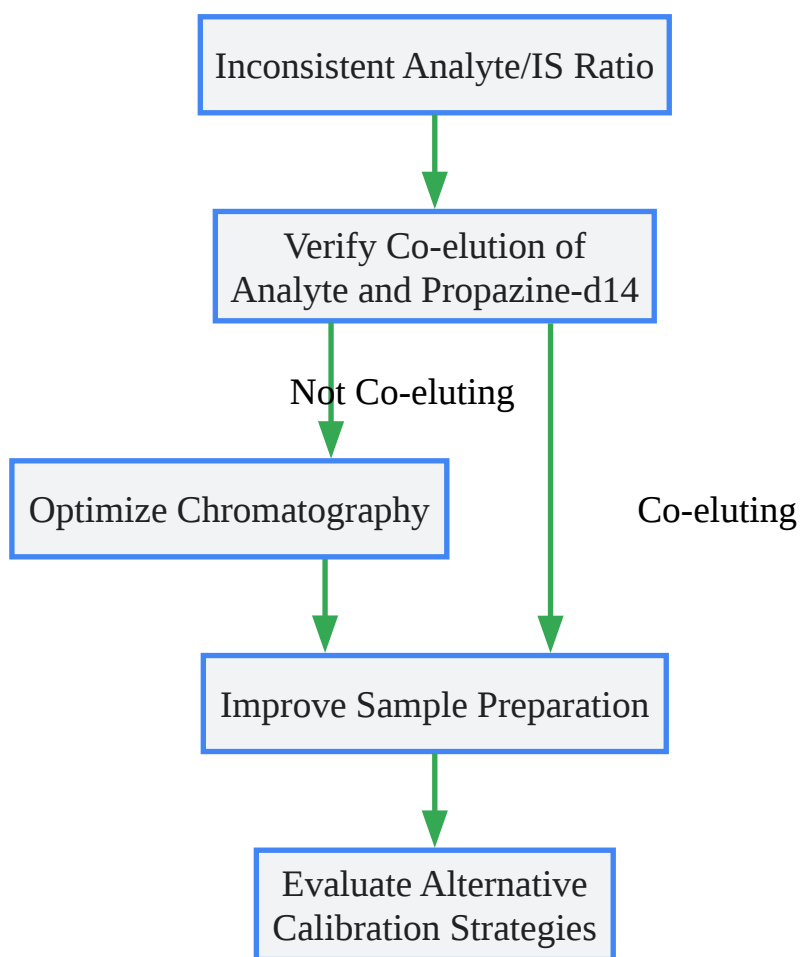 Inconsistent Analyte/IS Ratio
Verify Co-elution of
Analyte and Propazine-d14
Not Co-eluting
Optimize Chromatography
Co-eluting
Improve Sample Preparation
Evaluate Alternative
Calibration Strategies